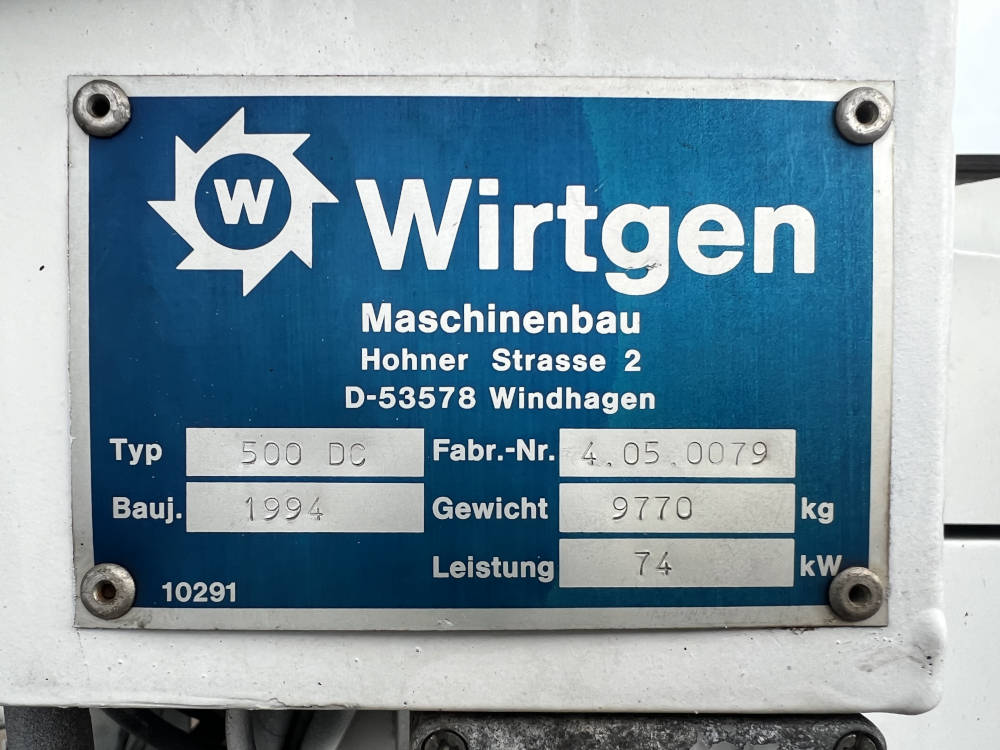 W Wirtgen
Maschinenbau
Hohner Strasse 2
D-53578 Windhagen
Typ 500 DC Fabr.-Nr. 4.05.0079
Bauj. 1994 Gewicht 9770 kg
Leistung 74 kW
10291